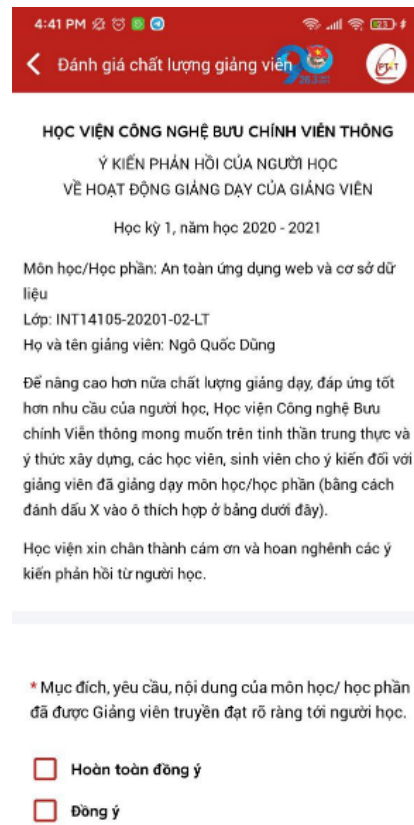 4:41 PM
23
Đánh giá chất lượng giảng viên
HỌC VIỆN CÔNG NGHỆ BƯU CHÍNH VIỄN THÔNG
Ý KIẾN PHẢN HỒI CỦA NGƯỜI HỌC
VỀ HOẠT ĐỘNG GIẢNG DẠY CỦA GIẢNG VIÊN
Học kỳ 1, năm học 2020 - 2021
Môn học/Học phần: An toàn ứng dụng web và cơ sở dữ
liệu
Lớp: INT14105-20201-02-LT
Họ và tên giảng viên: Ngô Quốc Dũng
Để nâng cao hơn nữa chất lượng giảng dạy, đáp ứng tốt
hơn nhu cầu của người học, Học viện Công nghệ Bưu
chính Viễn thông mong muốn trên tinh thần trung thực và
ý thức xây dựng, các học viên, sinh viên cho ý kiến đối với
giảng viên đã giảng dạy môn học/học phần (bằng cách
đánh dấu X vào ô thích hợp ở bảng dưới đây).
Học viện xin chân thành cám ơn và hoan nghênh các ý
kiến phản hồi từ người học.
* Mục đích, yêu cầu, nội dung của môn học/ học phần
đã được Giảng viên truyền đạt rõ ràng tới người học.
Hoàn toàn đồng ý
Đồng ý